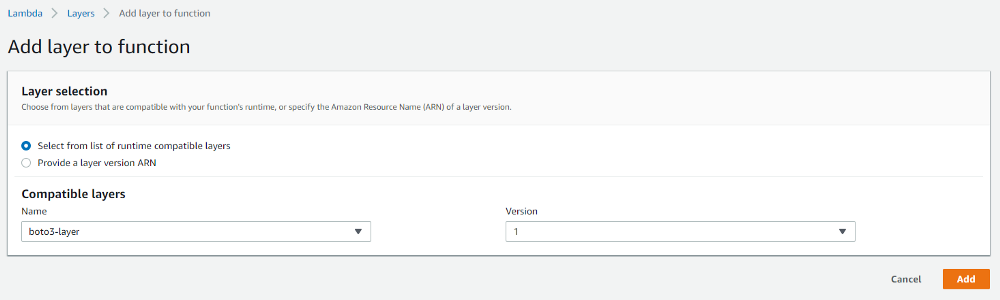 Lambda > Layers > Add layer to function
Add layer to function
Layer selection
Choose from layers that are compatible with your function's runtime, or specify the Amazon Resource Name (ARN) of a layer version.
Select from list of runtime compatible layers
Provide a layer version ARN
Compatible layers
Name Version
boto3-layer 1
Cancel Add